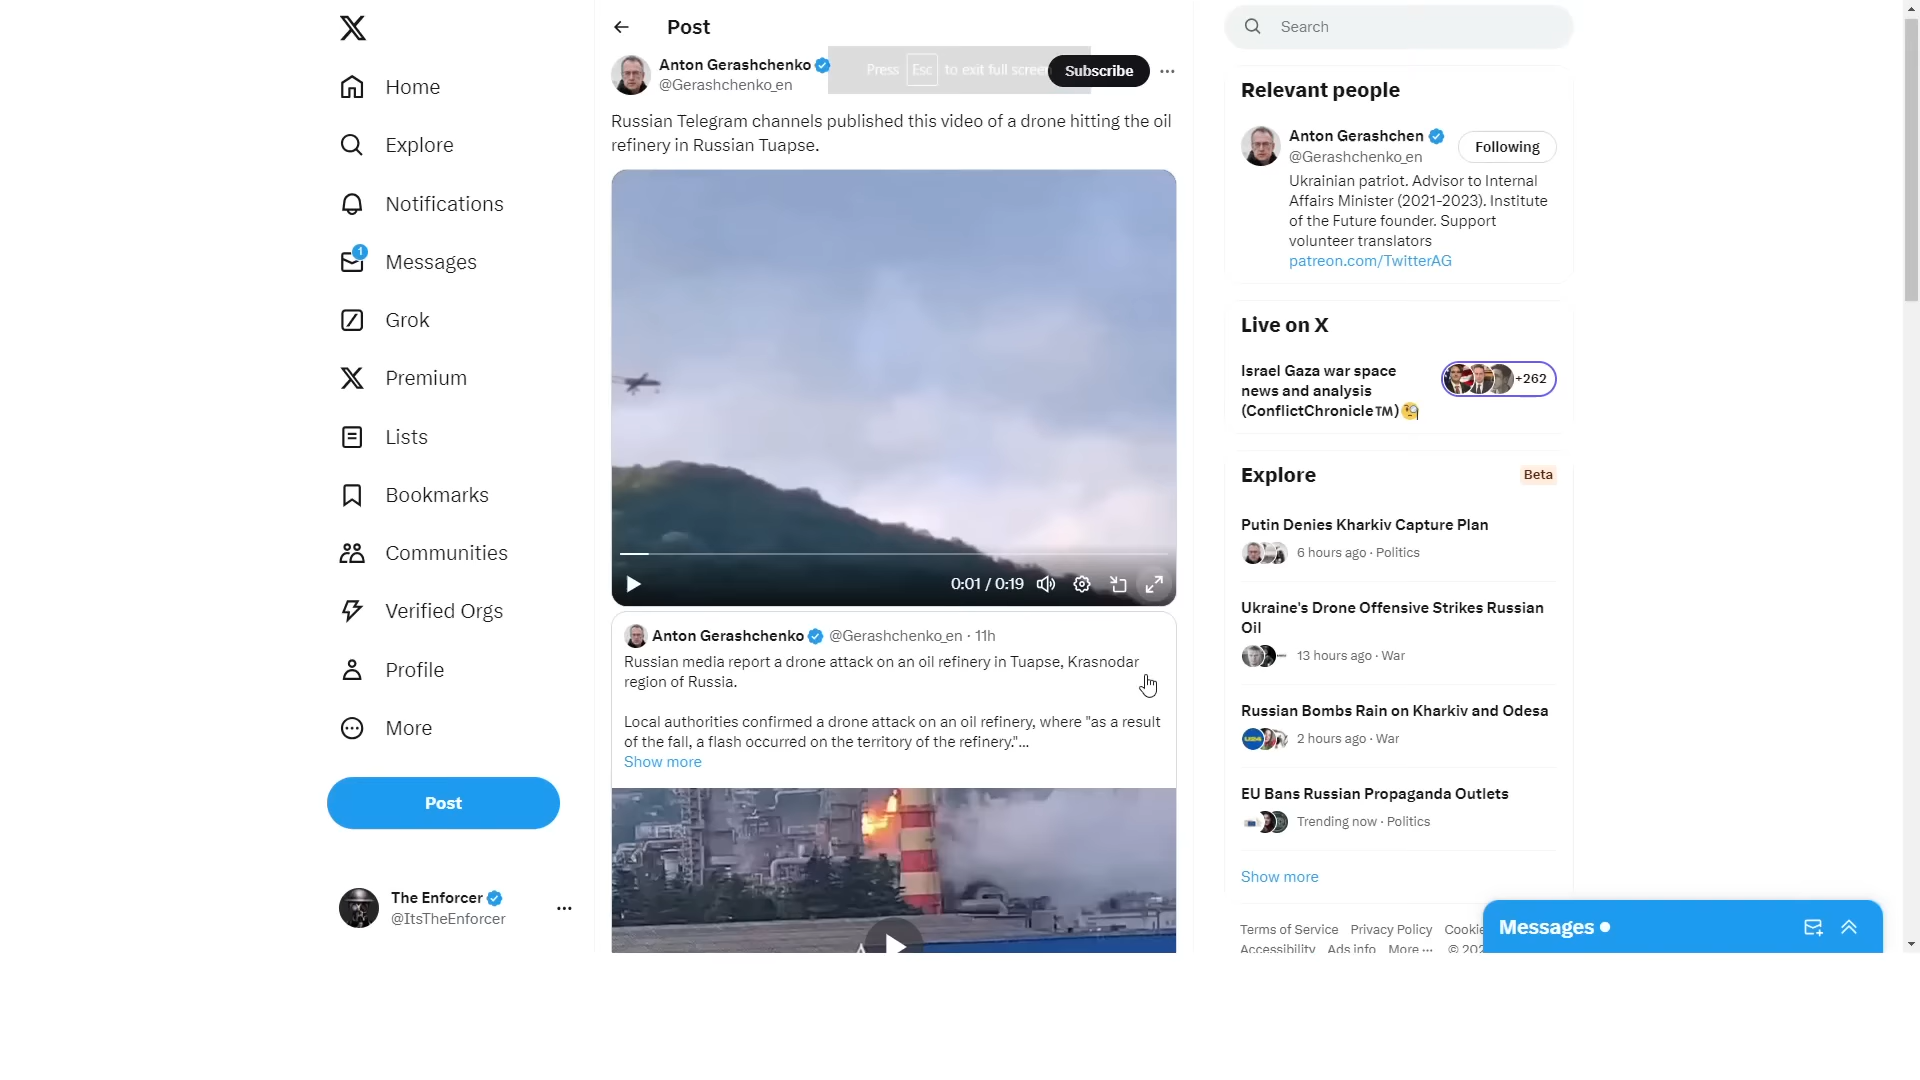 Home
Explore
Notifications
1
Messages
Grok
Premium
Lists
Bookmarks
Communities
Verified Orgs
Profile
More
Post
The Enforcer
@ItsTheEnforcer
Post
Anton Gerashchenko
@Gerashchenko_en
Press Esc to exit full screen
Subscribe
Russian Telegram channels published this video of a drone hitting the oil
refinery in Russian Tuapse.
0:01 / 0:19
Anton Gerashchenko @Gerashchenko_en · 11h
Russian media report a drone attack on an oil refinery in Tuapse, Krasnodar
region of Russia.
Local authorities confirmed a drone attack on an oil refinery, where "as a result
of the fall, a flash occurred on the territory of the refinery."...
Show more
Search
Relevant people
Anton Gerashchen
@Gerashchenko_en
Following
Ukrainian patriot. Advisor to Internal
Affairs Minister (2021-2023). Institute
of the Future founder. Support
volunteer translators
patreon.com/TwitterAG
Live on X
Israel Gaza war space
news and analysis
(ConflictChronicle™)🧐
+262
Explore
Beta
Putin Denies Kharkiv Capture Plan
6 hours ago · Politics
Ukraine's Drone Offensive Strikes Russian
Oil
13 hours ago · War
Russian Bombs Rain on Kharkiv and Odesa
2 hours ago · War
EU Bans Russian Propaganda Outlets
Trending now · Politics
Show more
Terms of Service Privacy Policy Cookie
Accessibility Ads info More ··· © 202
Messages